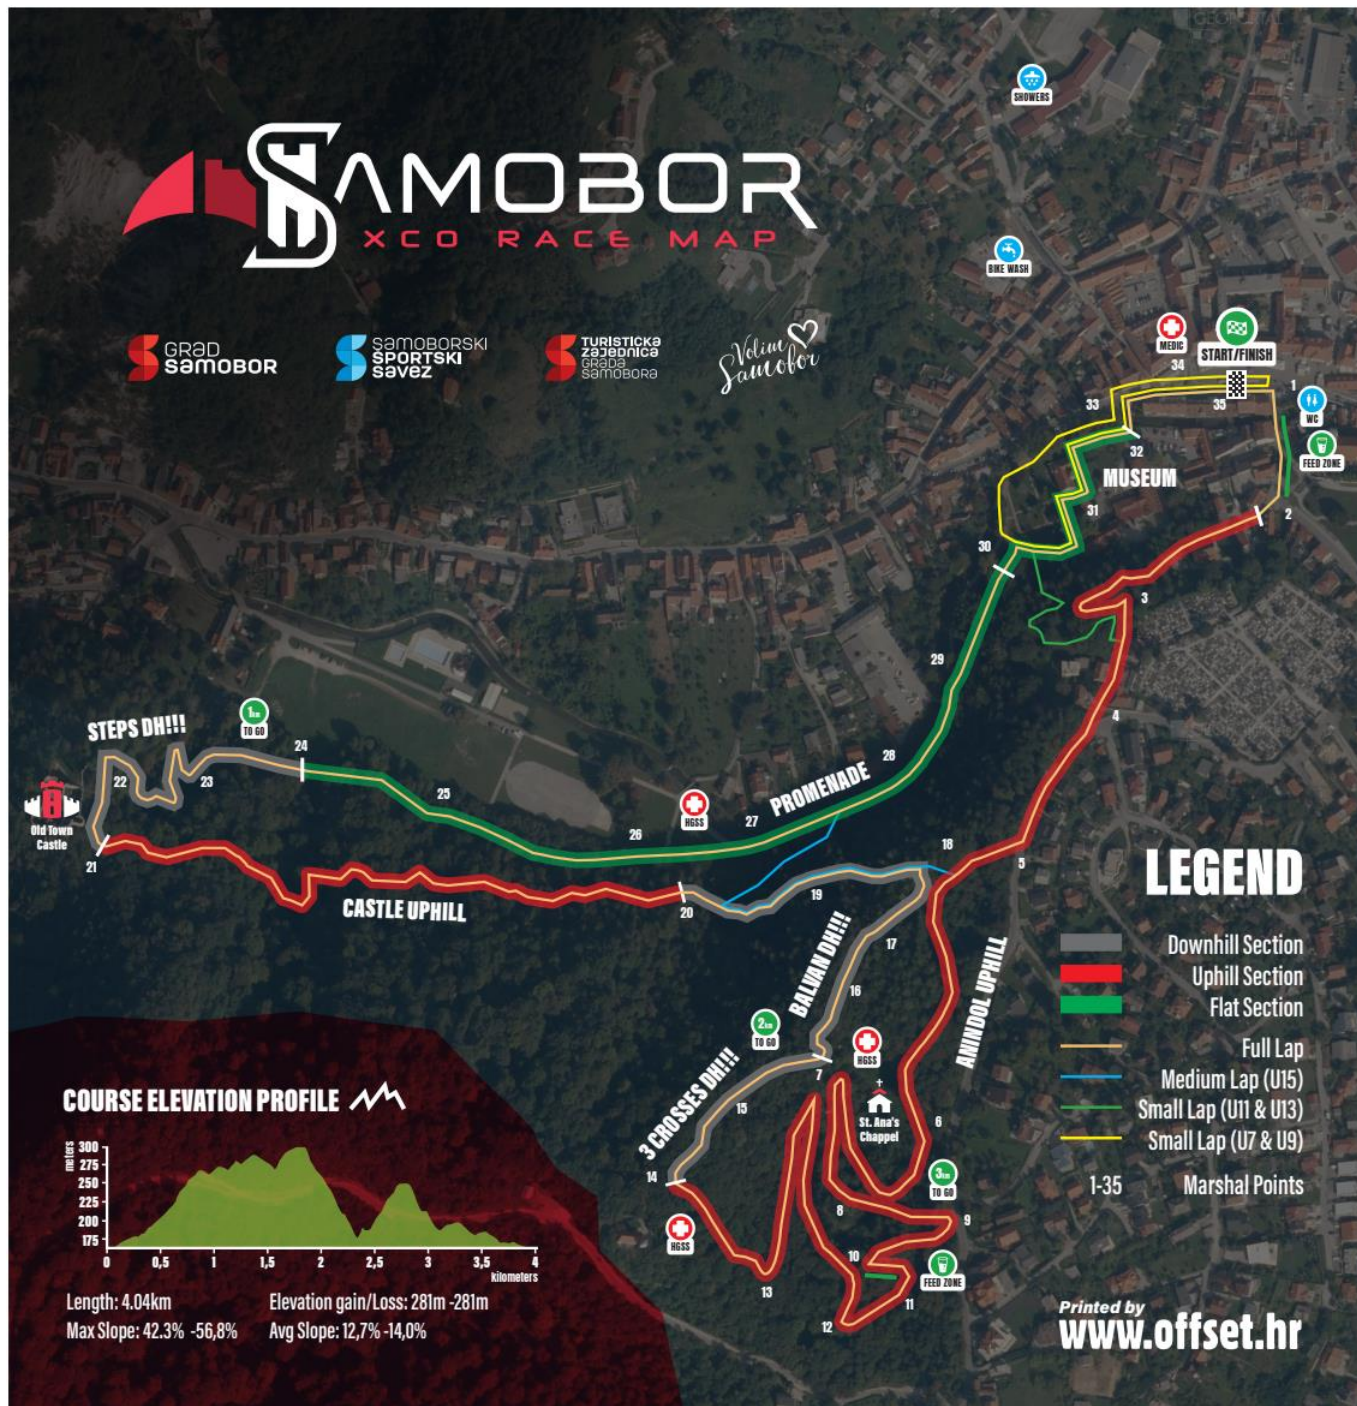 GEOPORTAL
SHOWERS
SAMOBOR
XCO RACE MAP
BIKE WASH
GRAD
SAMOBOR
SAMOBORSKI
SPORTSKI
SAVEZ
TURISTIČKA
ZAJEDNICA
GRADA
SAMOBORA
Volim
Samobor
MEDIC
START/FINISH
34
1
33
35
WC
32
FEED ZONE
MUSEUM
31
2
30
3
29
4
STEPS DH!!!
1km
TO GO
24
22
23
28
25
PROMENADE
HGSS
27
26
Old Town
Castle
21
18
5
CASTLE UPHILL
20
19
17
BALVAN DH!!!
16
ANINDOL UPHILL
2km
TO GO
HGSS
7
3 CROSSES DH!!!
15
St. Ana's
Chappel
6
14
3km
TO GO
8
9
HGSS
10
FEED ZONE
13
11
12
LEGEND
Downhill Section
Uphill Section
Flat Section
Full Lap
Medium Lap (U15)
Small Lap (U11 & U13)
Small Lap (U7 & U9)
1-35 Marshal Points
COURSE ELEVATION PROFILE
meters
300
275
250
225
200
175
0 0,5 1 1,5 2 2,5 3 3,5 4
kilometers
Length: 4.04km Elevation gain/Loss: 281m -281m
Max Slope: 42.3% -56,8% Avg Slope: 12,7% -14,0%
Printed by
www.offset.hr